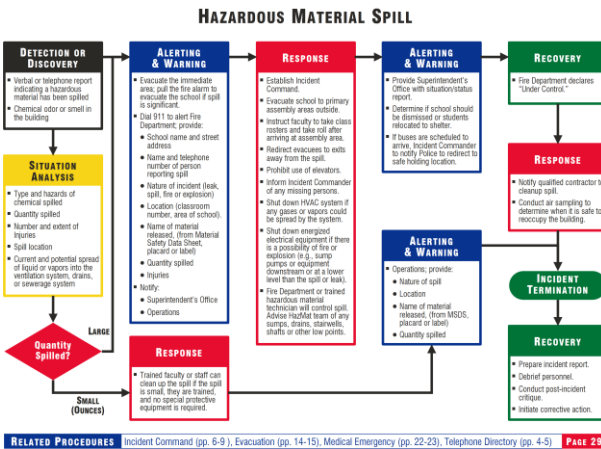 HAZARDOUS MATERIAL SPILL
DETECTION OR
DISCOVERY
▪ Verbal or telephone report
indicating a hazardous
material has been spilled
▪ Chemical odor or smell in
the building
SITUATION
ANALYSIS
▪ Type and hazards of
chemical spilled
▪ Quantity spilled
▪ Number and extent of
Injuries
▪ Spill location
▪ Current and potential spread
of liquid or vapors into the
ventilation system, drains,
or sewerage system
Quantity
Spilled?
LARGE
SMALL
(OUNCES)
ALERTING
& WARNING
▪ Evacuate the immediate
area; pull the fire alarm to
evacuate the school if spill
is significant.
▪ Dial 911 to alert Fire
Department; provide:
• School name and street
address
• Name and telephone
number of person
reporting spill
• Nature of incident (leak,
spill, fire or explosion)
• Location (classroom
number, area of school).
• Name of material
released, (from Material
Safety Data Sheet,
placard or label)
• Quantity spilled
• Injuries
▪ Notify:
• Superintendent's Office
• Operations
RESPONSE
▪ Trained faculty or staff can
clean up the spill if the spill
is small, they are trained,
and no special protective
equipment is required.
RESPONSE
▪ Establish Incident
Command.
▪ Evacuate school to primary
assembly areas outside.
▪ Instruct faculty to take class
rosters and take roll after
arriving at assembly area.
▪ Redirect evacuees to exits
away from the spill.
▪ Prohibit use of elevators.
▪ Inform Incident Commander
of any missing persons.
▪ Shut down HVAC system if
any gases or vapors could
be spread by the system.
▪ Shut down energized
electrical equipment if there
is a possibility of fire or
explosion (e.g., sump
pumps or equipment
downstream or at a lower
level than the spill).
▪ Fire Department or trained
hazardous material
technician will control spill.
Advise HazMat team of any
sumps, drains, stairwells,
shafts or other low points.
ALERTING
& WARNING
▪ Provide Superintendent's
Office with situation/status
report.
▪ Determine if school should
be dismissed or students
relocated to shelter.
▪ If buses are scheduled to
arrive, Incident Commander
to notify Police to redirect to
safe holding location.
ALERTING
& WARNING
▪ Operations; provide:
• Nature of spill
• Location
• Name of material
released, (from MSDS,
placard or label)
• Quantity spilled
RECOVERY
▪ Fire Department declares
"Under Control."
RESPONSE
▪ Notify qualified contractor to
cleanup spill.
▪ Conduct air sampling to
determine when it is safe to
reoccupy the building.
INCIDENT
TERMINATION
RECOVERY
▪ Prepare incident report.
▪ Debrief personnel.
▪ Conduct post-incident
critique.
▪ Initiate corrective action.
RELATED PROCEDURES Incident Command (pp. 6-9 ), Evacuation (pp. 14-15), Medical Emergency (pp. 22-23), Telephone Directory (pp. 4-5) PAGE 29